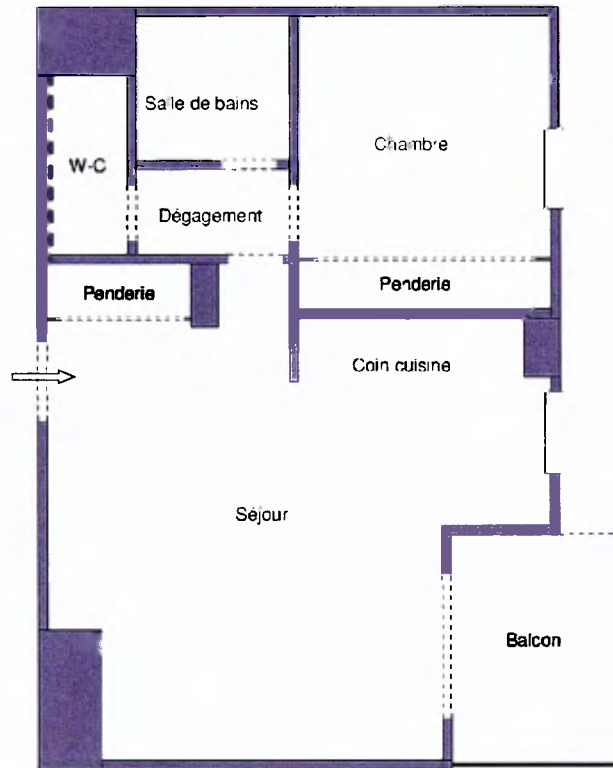 Salle de bains
Chambre
W-C
Dégagement
Penderie
Penderie
Coin cuisine
Séjour
Balcon